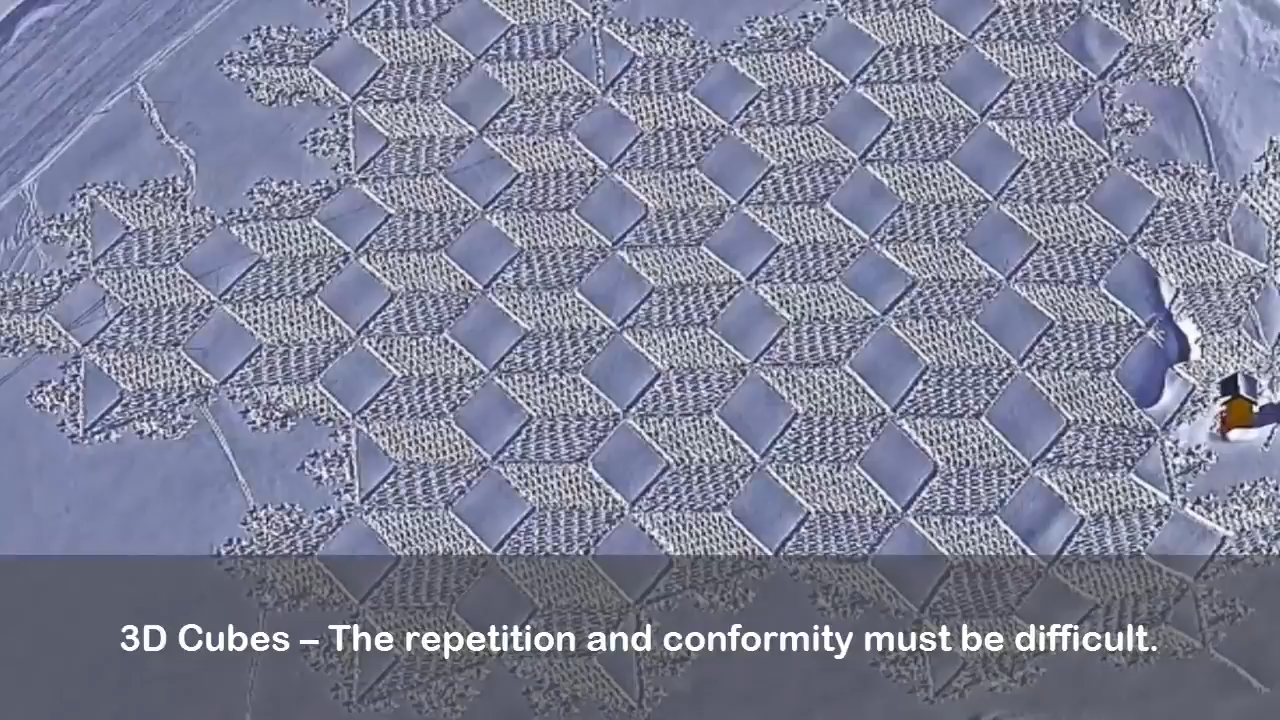 3D Cubes – The repetition and conformity must be difficult.